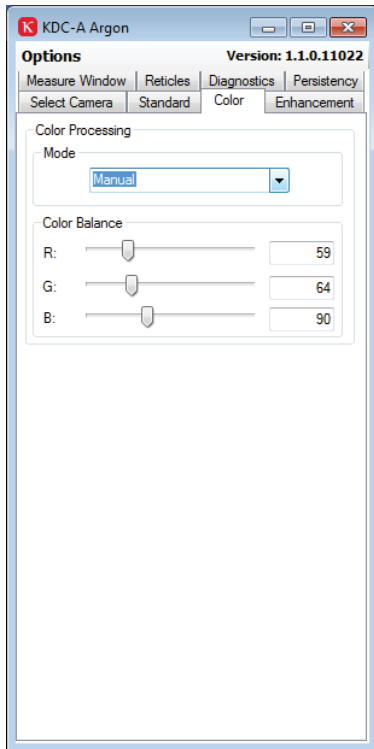 K KDC-A Argon
Options Version: 1.1.0.11022
Measure Window Reticles Diagnostics Persistency
Select Camera Standard Color Enhancement
Color Processing
Mode
Manual
Color Balance
R: 59
G: 64
B: 90